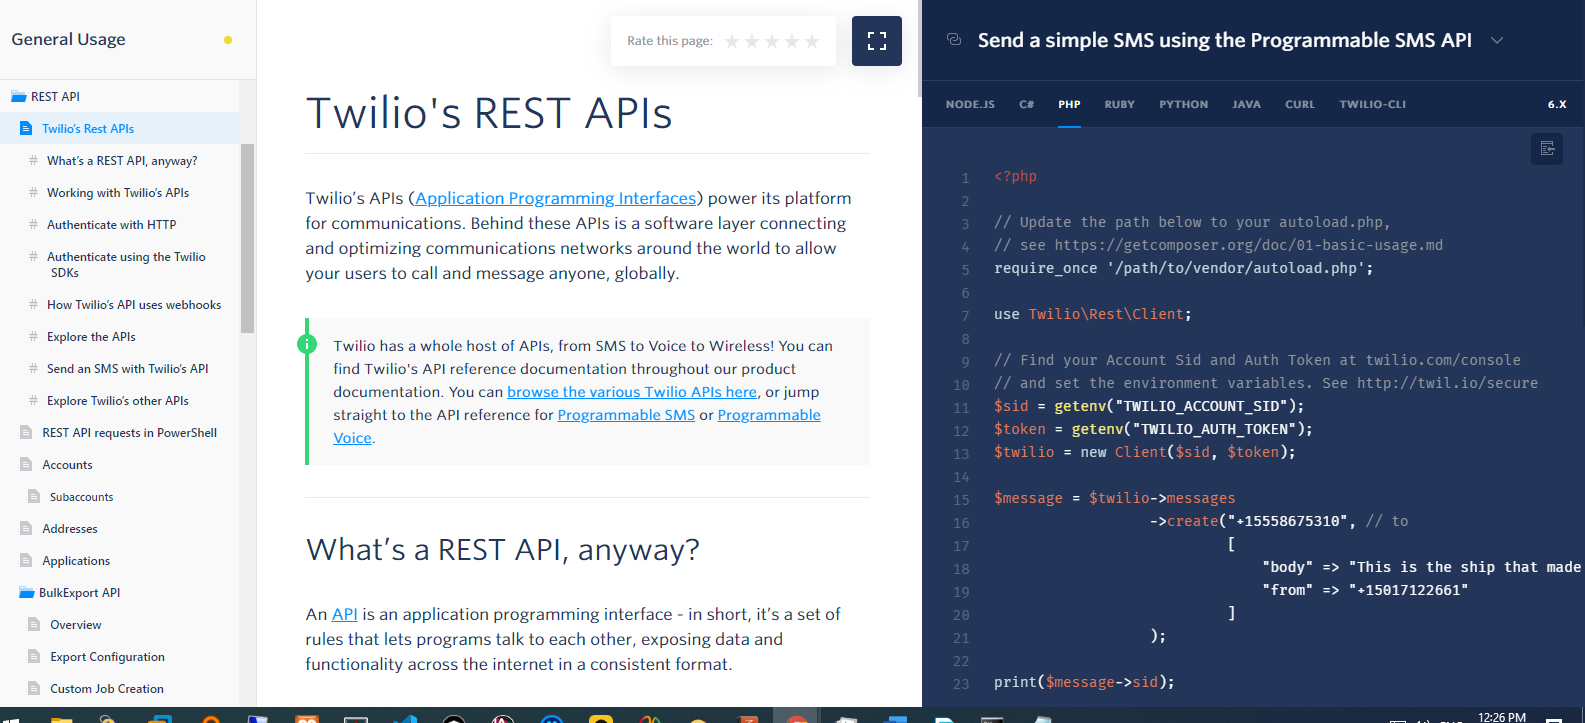 General Usage
REST API
Twilio's Rest APIs
# What's a REST API, anyway?
# Working with Twilio's APIs
# Authenticate with HTTP
# Authenticate using the Twilio
SDKs
# How Twilio's API uses webhooks
# Explore the APIs
# Send an SMS with Twilio's API
# Explore Twilio's other APIs
REST API requests in PowerShell
Accounts
Subaccounts
Addresses
Applications
BulkExport API
Overview
Export Configuration
Custom Job Creation
Rate this page:
Twilio's REST APIs
Twilio's APIs (Application Programming Interfaces) power its platform
for communications. Behind these APIs is a software layer connecting
and optimizing communications networks around the world to allow
your users to call and message anyone, globally.
Twilio has a whole host of APIs, from SMS to Voice to Wireless! You can
find Twilio's API reference documentation throughout our product
documentation. You can browse the various Twilio APIs here, or jump
straight to the API reference for Programmable SMS or Programmable
Voice.
What's a REST API, anyway?
An API is an application programming interface - in short, it's a set of
rules that lets programs talk to each other, exposing data and
functionality across the internet in a consistent format.
Send a simple SMS using the Programmable SMS API
NODE.JS C# PHP RUBY PYTHON JAVA CURL TWILIO-CLI 6.X
1 <?php
2
3 // Update the path below to your autoload.php,
4 // see https://getcomposer.org/doc/01-basic-usage.md
5 require_once '/path/to/vendor/autoload.php';
6
7 use Twilio\Rest\Client;
8
9 // Find your Account Sid and Auth Token at twilio.com/console
10 // and set the environment variables. See http://twil.io/secure
11 $sid = getenv("TWILIO_ACCOUNT_SID");
12 $token = getenv("TWILIO_AUTH_TOKEN");
13 $twilio = new Client($sid, $token);
14
15 $message = $twilio->messages
16 ->create("+15558675310", // to
17 [
18 "body" => "This is the ship that made
19 "from" => "+15017122661"
20 ]
21 );
22
23 print($message->sid);
12:26 PM